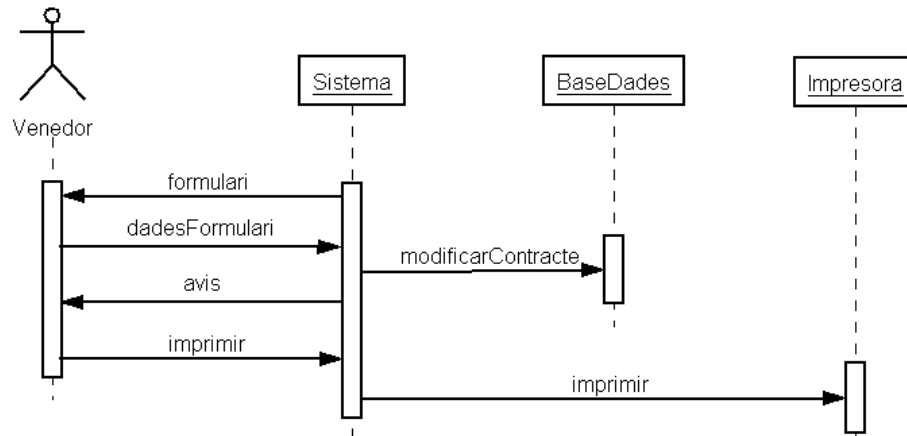 Sistema
BaseDades
Impresora
Venedor
formulari
dadesFormulari
modificarContracte
avis
imprimir
imprimir